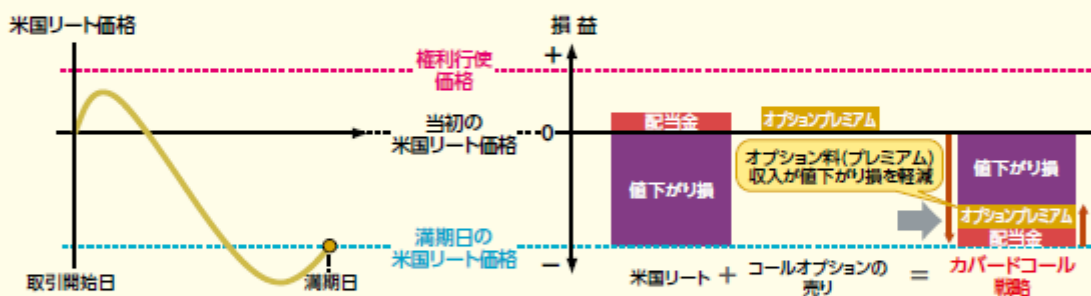 米国リート価格
損 益
+
権利行使
価格
当初の
米国リート価格
0
配当金
オプションプレミアム
値下がり損
オプション料(プレミアム)
収入が値下がり損を軽減
値下がり損
オプションプレミアム
配当金
満期日の
米国リート価格
−
取引開始日
満期日
米国リート
+
コールオプションの
売り
=
カバードコール
戦略